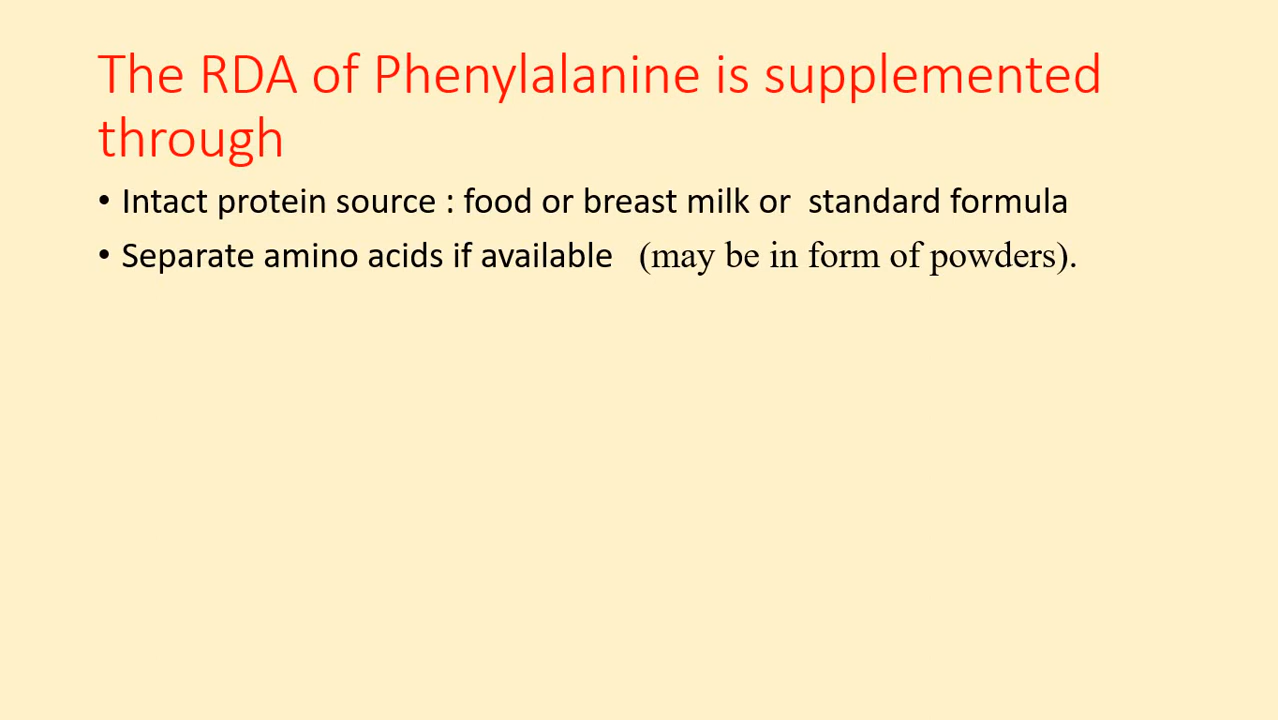 The RDA of Phenylalanine is supplemented
through
• Intact protein source : food or breast milk or  standard formula
• Separate amino acids if available   (may be in form of powders).